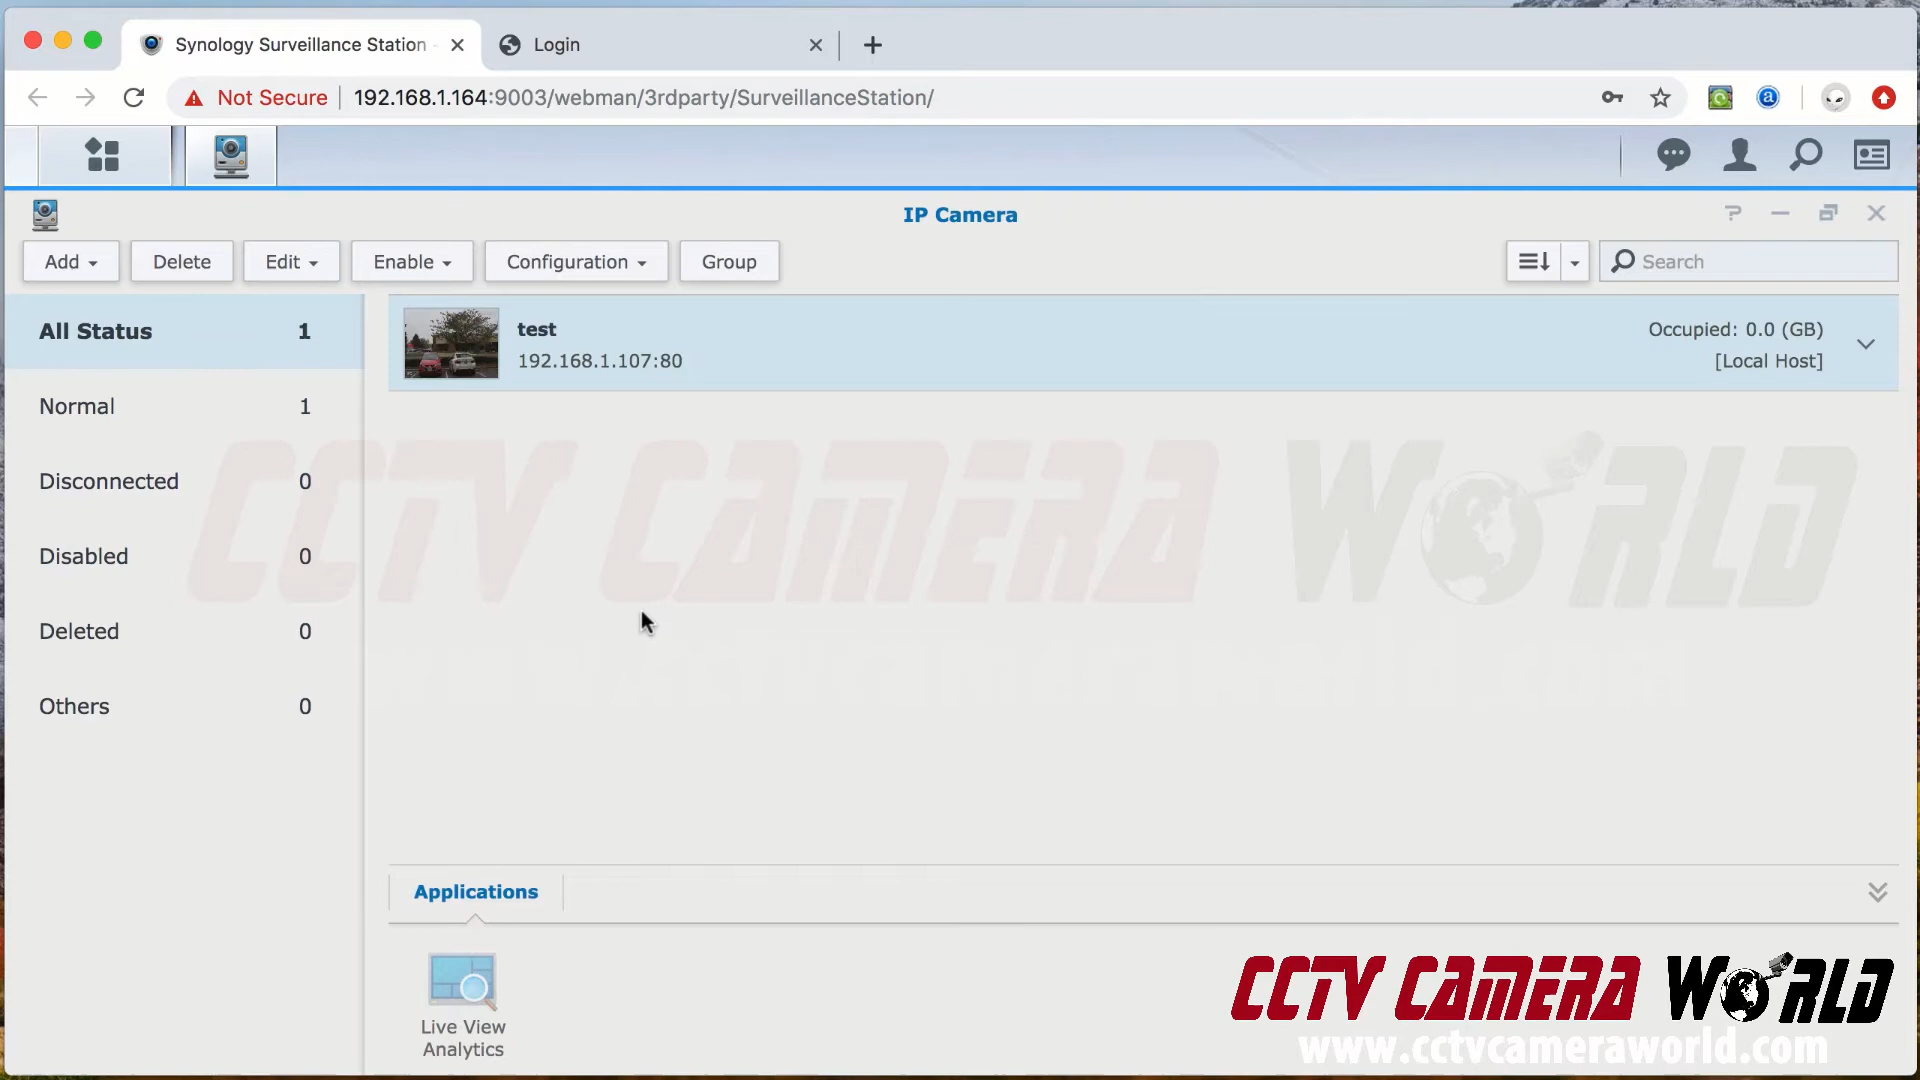 Synology Surveillance Station -
Login
Not Secure
192.168.1.164:9003/webman/3rdparty/SurveillanceStation/
IP Camera
Add
Delete
Edit
Enable
Configuration
Group
Search
All Status 1
Normal 1
Disconnected 0
Disabled 0
Deleted 0
Others 0
test
192.168.1.107:80
Occupied: 0.0 (GB)
[Local Host]
CCTV CAMERA WORLD
Applications
Live View
Analytics
CCTV CAMERA WORLD
www.cctvcameraworld.com